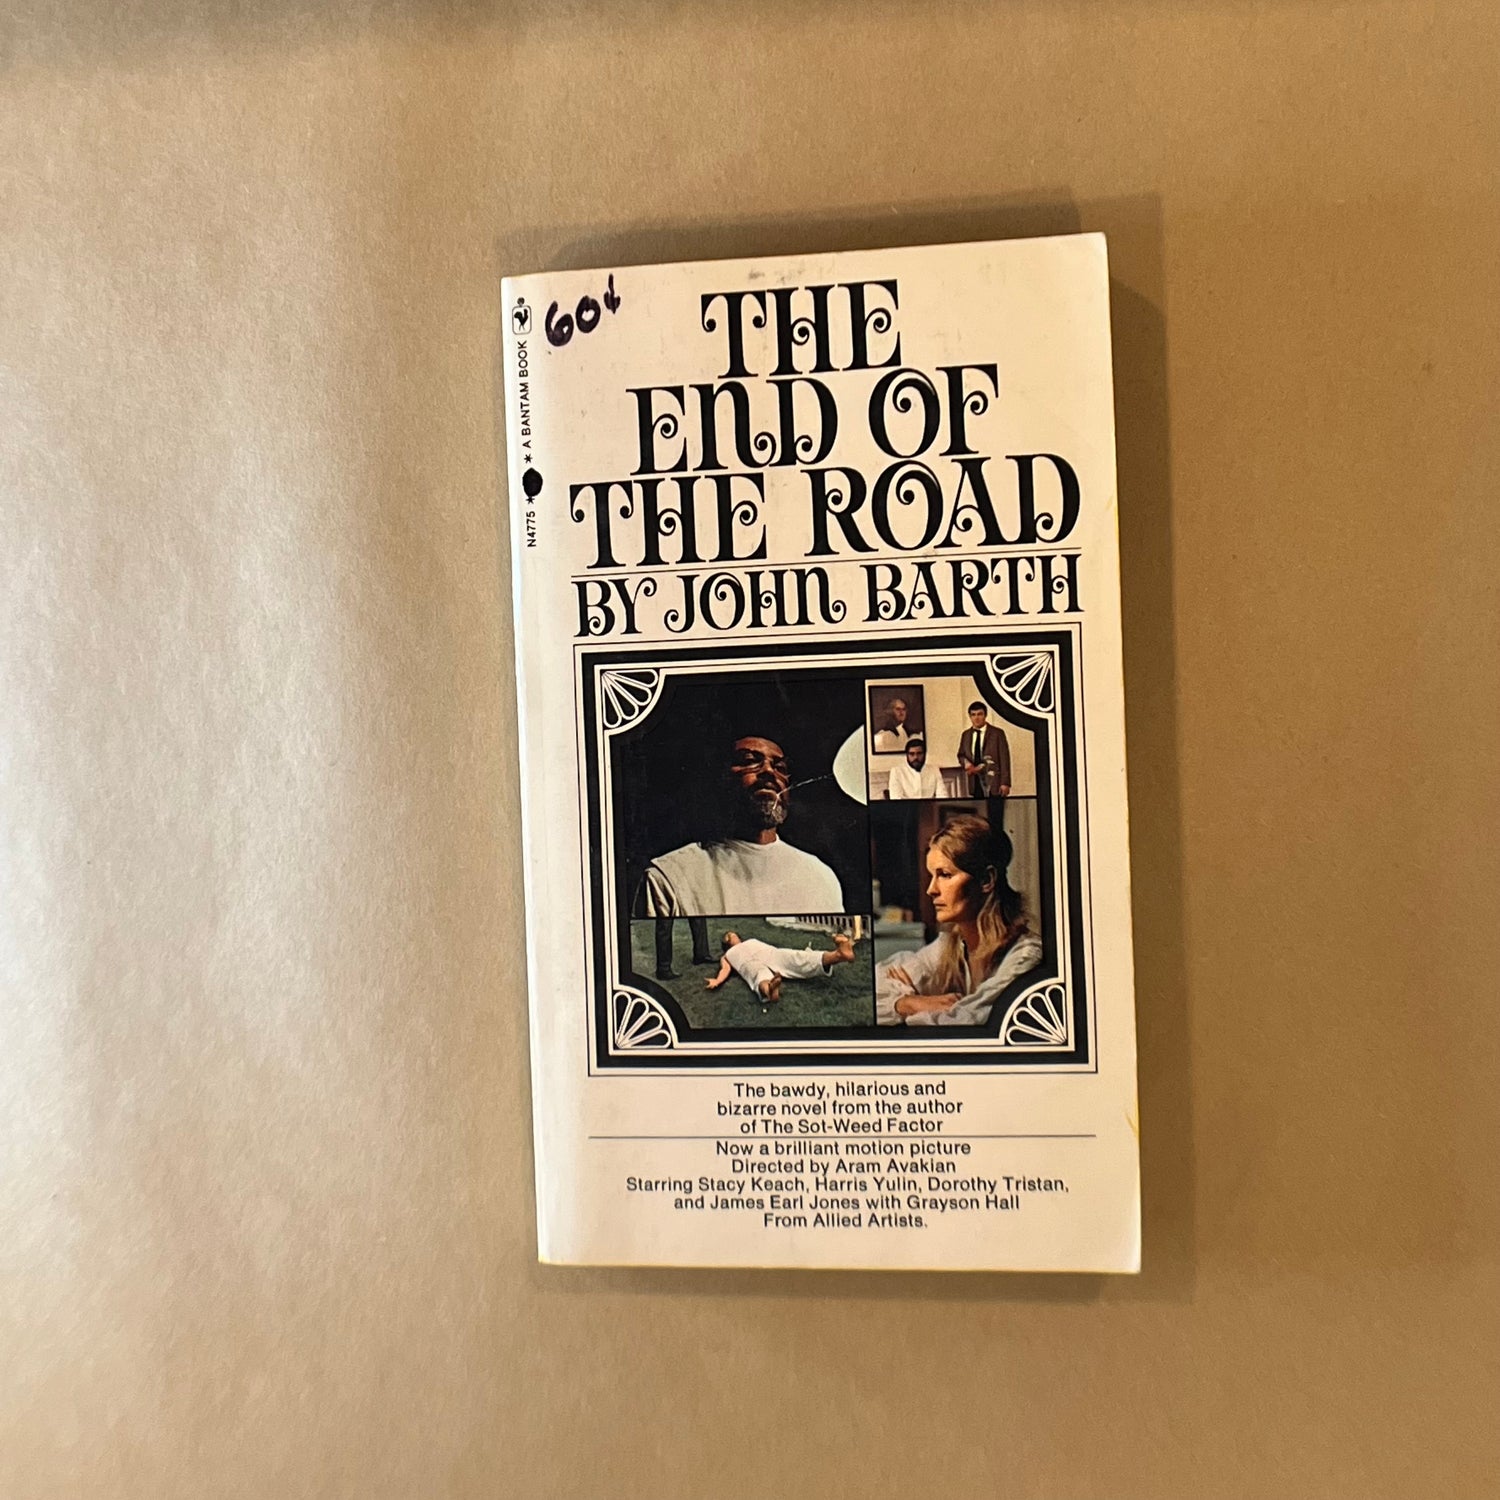 60¢
N4775 * * A BANTAM BOOK
THE
END OF
THE ROAD
BY JOHN BARTH
The bawdy, hilarious and
bizarre novel from the author
of The Sot-Weed Factor
Now a brilliant motion picture
Directed by Aram Avakian
Starring Stacy Keach, Harris Yulin, Dorothy Tristan,
and James Earl Jones with Grayson Hall
From Allied Artists.